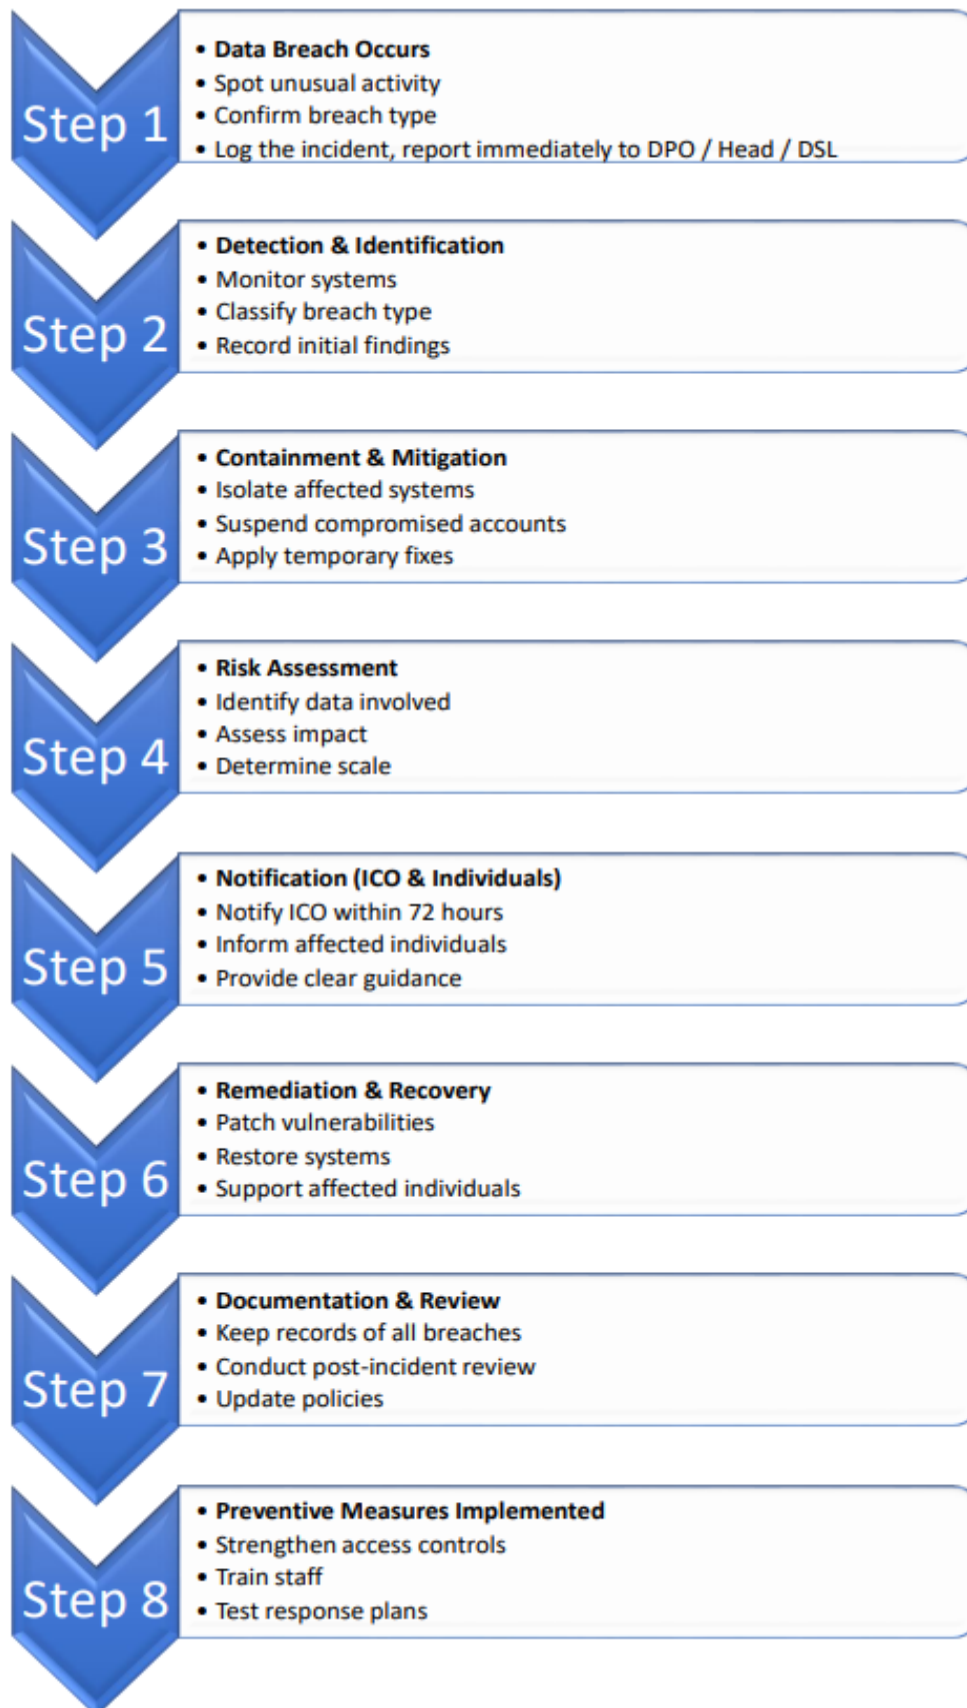 Step 1
• Data Breach Occurs
• Spot unusual activity
• Confirm breach type
• Log the incident, report immediately to DPO / Head / DSL
Step 2
• Detection & Identification
• Monitor systems
• Classify breach type
• Record initial findings
Step 3
• Containment & Mitigation
• Isolate affected systems
• Suspend compromised accounts
• Apply temporary fixes
Step 4
• Risk Assessment
• Identify data involved
• Assess impact
• Determine scale
Step 5
• Notification (ICO & Individuals)
• Notify ICO within 72 hours
• Inform affected individuals
• Provide clear guidance
Step 6
• Remediation & Recovery
• Patch vulnerabilities
• Restore systems
• Support affected individuals
Step 7
• Documentation & Review
• Keep records of all breaches
• Conduct post-incident review
• Update policies
Step 8
• Preventive Measures Implemented
• Strengthen access controls
• Train staff
• Test response plans